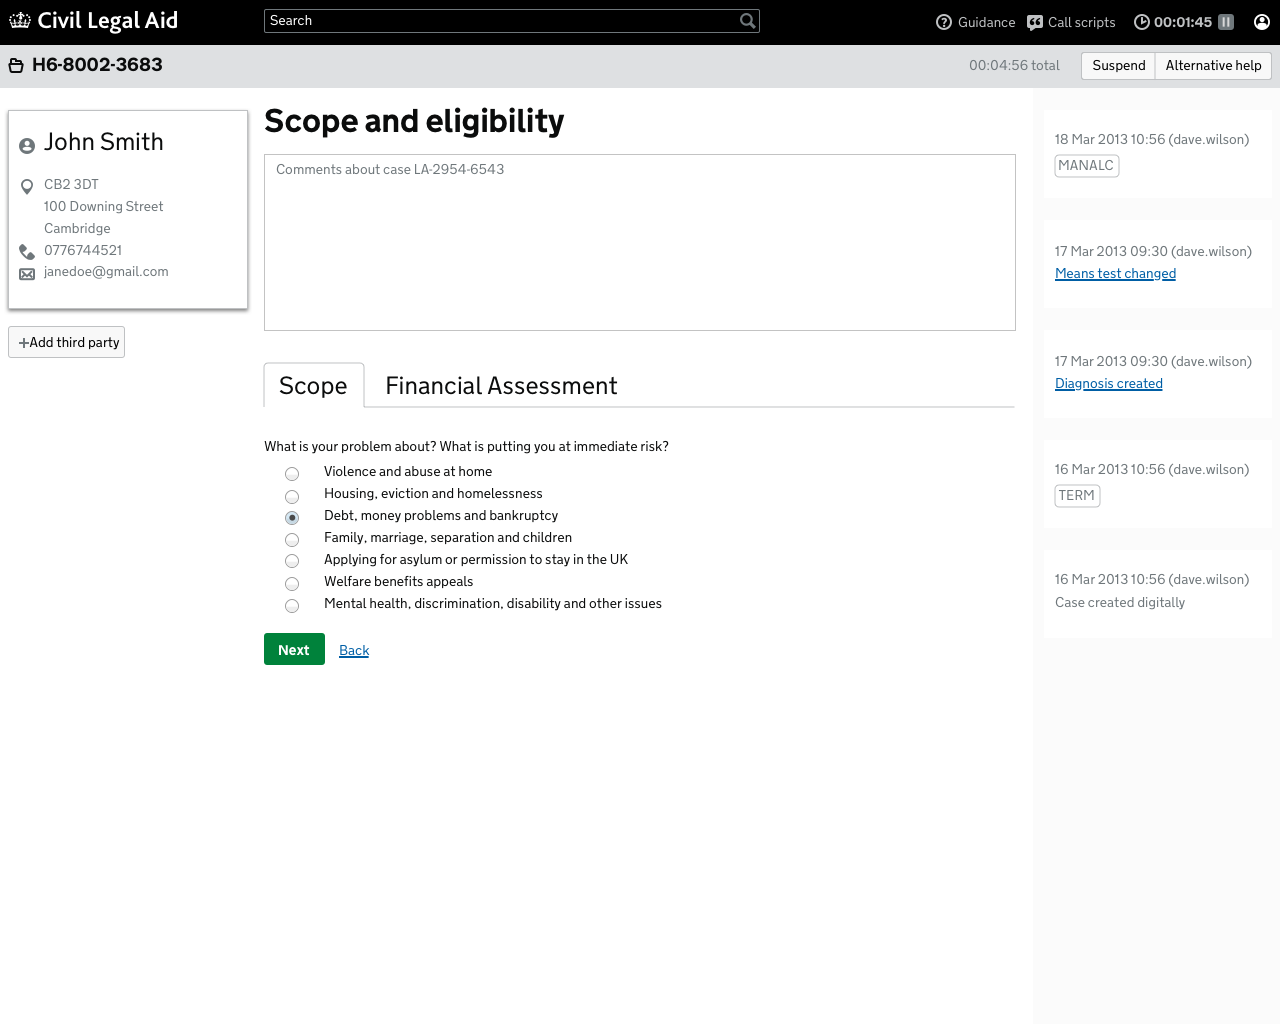 Civil Legal Aid
Search
Guidance
Call scripts
00:01:45
H6-8002-3683
00:04:56 total
Suspend
Alternative help
John Smith
CB2 3DT
100 Downing Street
Cambridge
0776744521
janedoe@gmail.com
+Add third party
Scope and eligibility
Comments about case LA-2954-6543
Scope
Financial Assessment
What is your problem about? What is putting you at immediate risk?
Violence and abuse at home
Housing, eviction and homelessness
Debt, money problems and bankruptcy
Family, marriage, separation and children
Applying for asylum or permission to stay in the UK
Welfare benefits appeals
Mental health, discrimination, disability and other issues
Next
Back
18 Mar 2013 10:56 (dave.wilson)
MANALC
17 Mar 2013 09:30 (dave.wilson)
Means test changed
17 Mar 2013 09:30 (dave.wilson)
Diagnosis created
16 Mar 2013 10:56 (dave.wilson)
TERM
16 Mar 2013 10:56 (dave.wilson)
Case created digitally